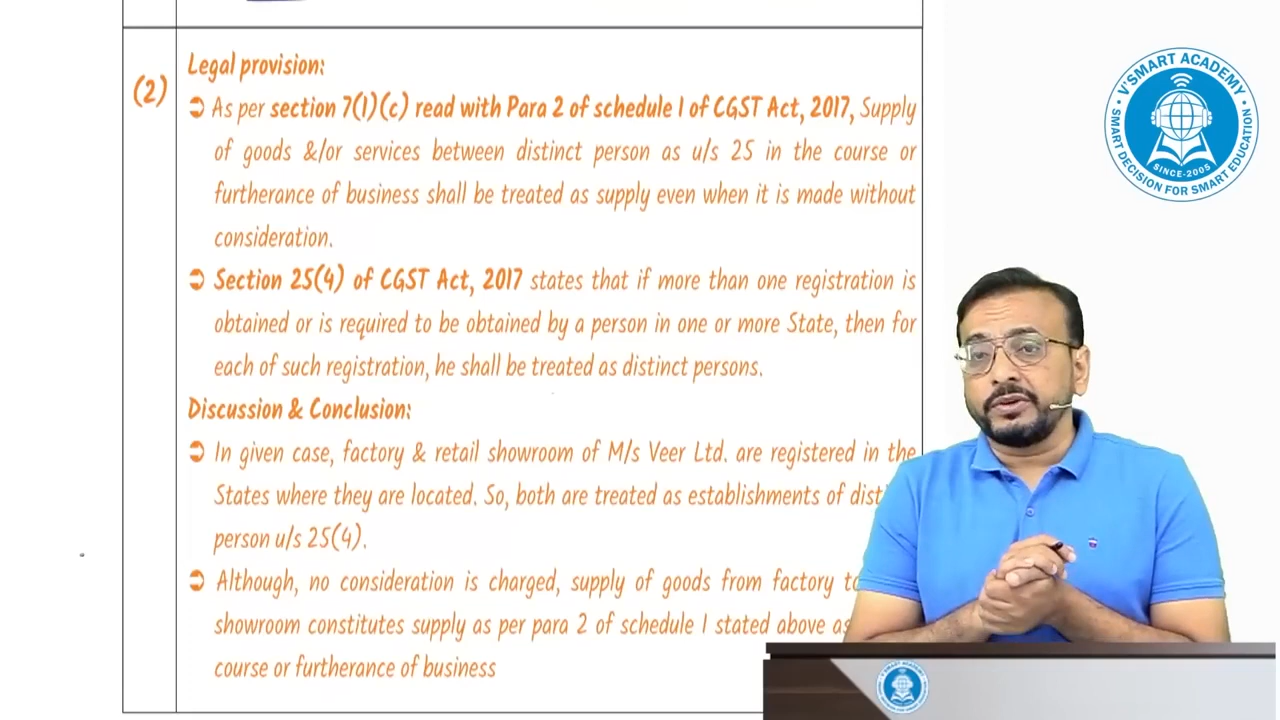 (2)
Legal provision:
➲ As per section 7(1)(c) read with Para 2 of schedule I of CGST Act, 2017, Supply
of goods &/or services between distinct person as u/s 25 in the course or
furtherance of business shall be treated as supply even when it is made without
consideration.
➲ Section 25(4) of CGST Act, 2017 states that if more than one registration is
obtained or is required to be obtained by a person in one or more State, then for
each of such registration, he shall be treated as distinct persons.
Discussion & Conclusion:
➲ In given case, factory & retail showroom of M/s Veer Ltd. are registered in the
States where they are located. So, both are treated as establishments of
person u/s 25(4).
➲ Although, no consideration is charged, supply of goods from factory
showroom constitutes supply as per para 2 of schedule I stated above as
course or furtherance of business
V'SMART ACADEMY
SINCE-2005
SMART DECISION FOR SMART EDUCATION